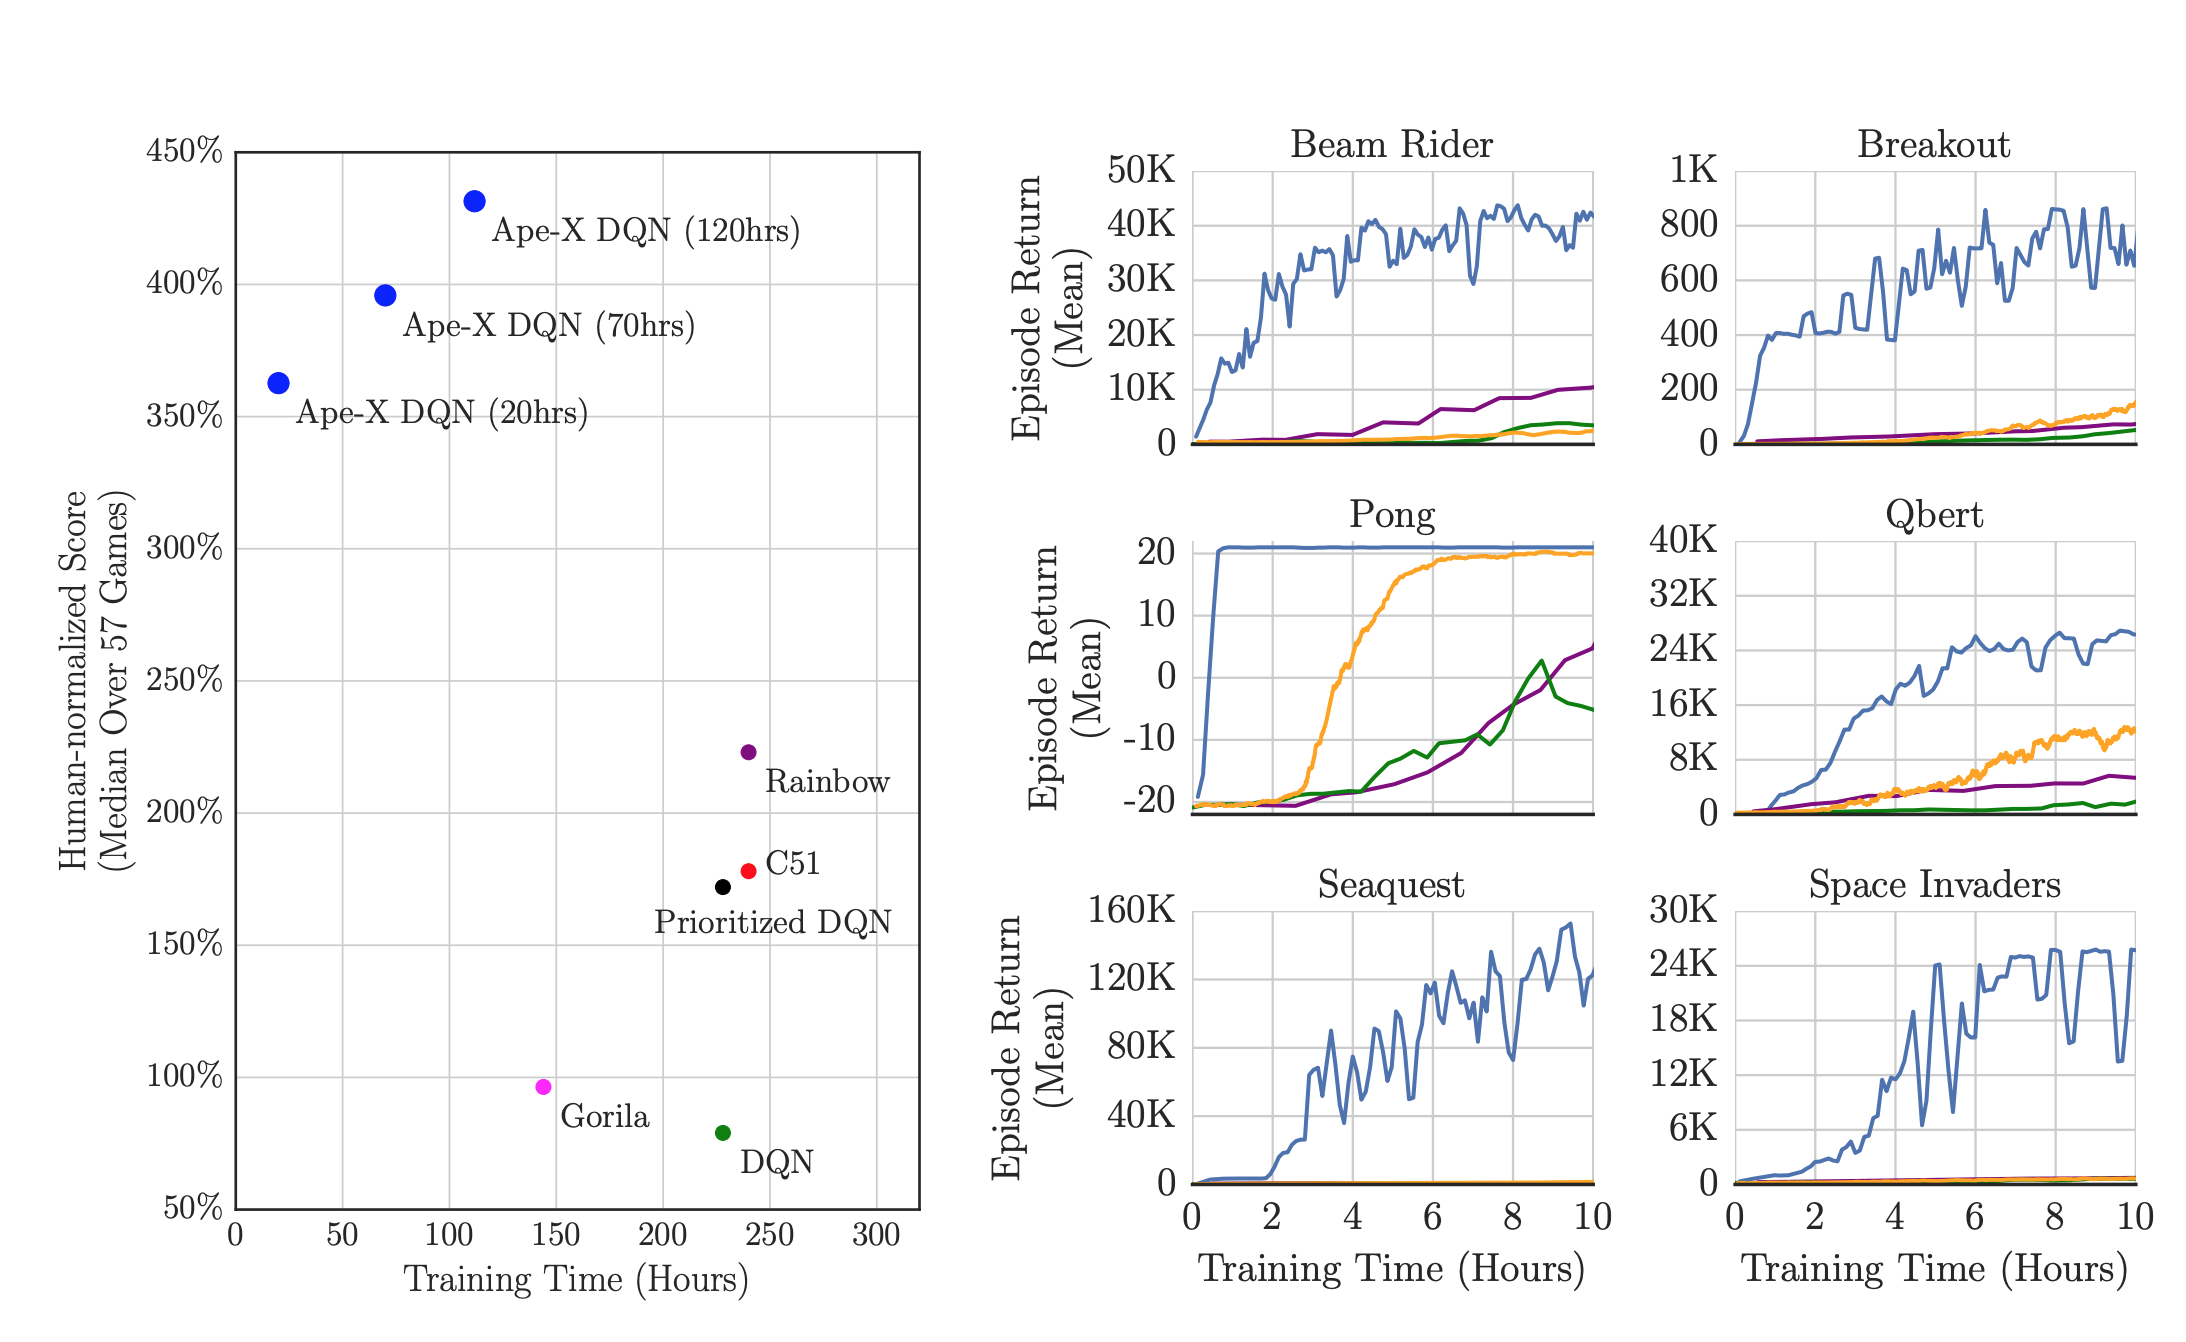 450%
400%
350%
300%
250%
200%
150%
100%
50%
Human-normalized Score
(Median Over 57 Games)
Ape-X DQN (120hrs)
Ape-X DQN (70hrs)
Ape-X DQN (20hrs)
Rainbow
C51
Prioritized DQN
Gorila
DQN
0 50 100 150 200 250 300
Training Time (Hours)
Beam Rider
50K
40K
30K
20K
10K
0
Episode Return
(Mean)
Breakout
1K
800
600
400
200
0
Pong
20
10
0
-10
-20
Episode Return
(Mean)
Qbert
40K
32K
24K
16K
8K
0
Seaquest
160K
120K
80K
40K
0
Episode Return
(Mean)
0 2 4 6 8 10
Training Time (Hours)
Space Invaders
30K
24K
18K
12K
6K
0
0 2 4 6 8 10
Training Time (Hours)